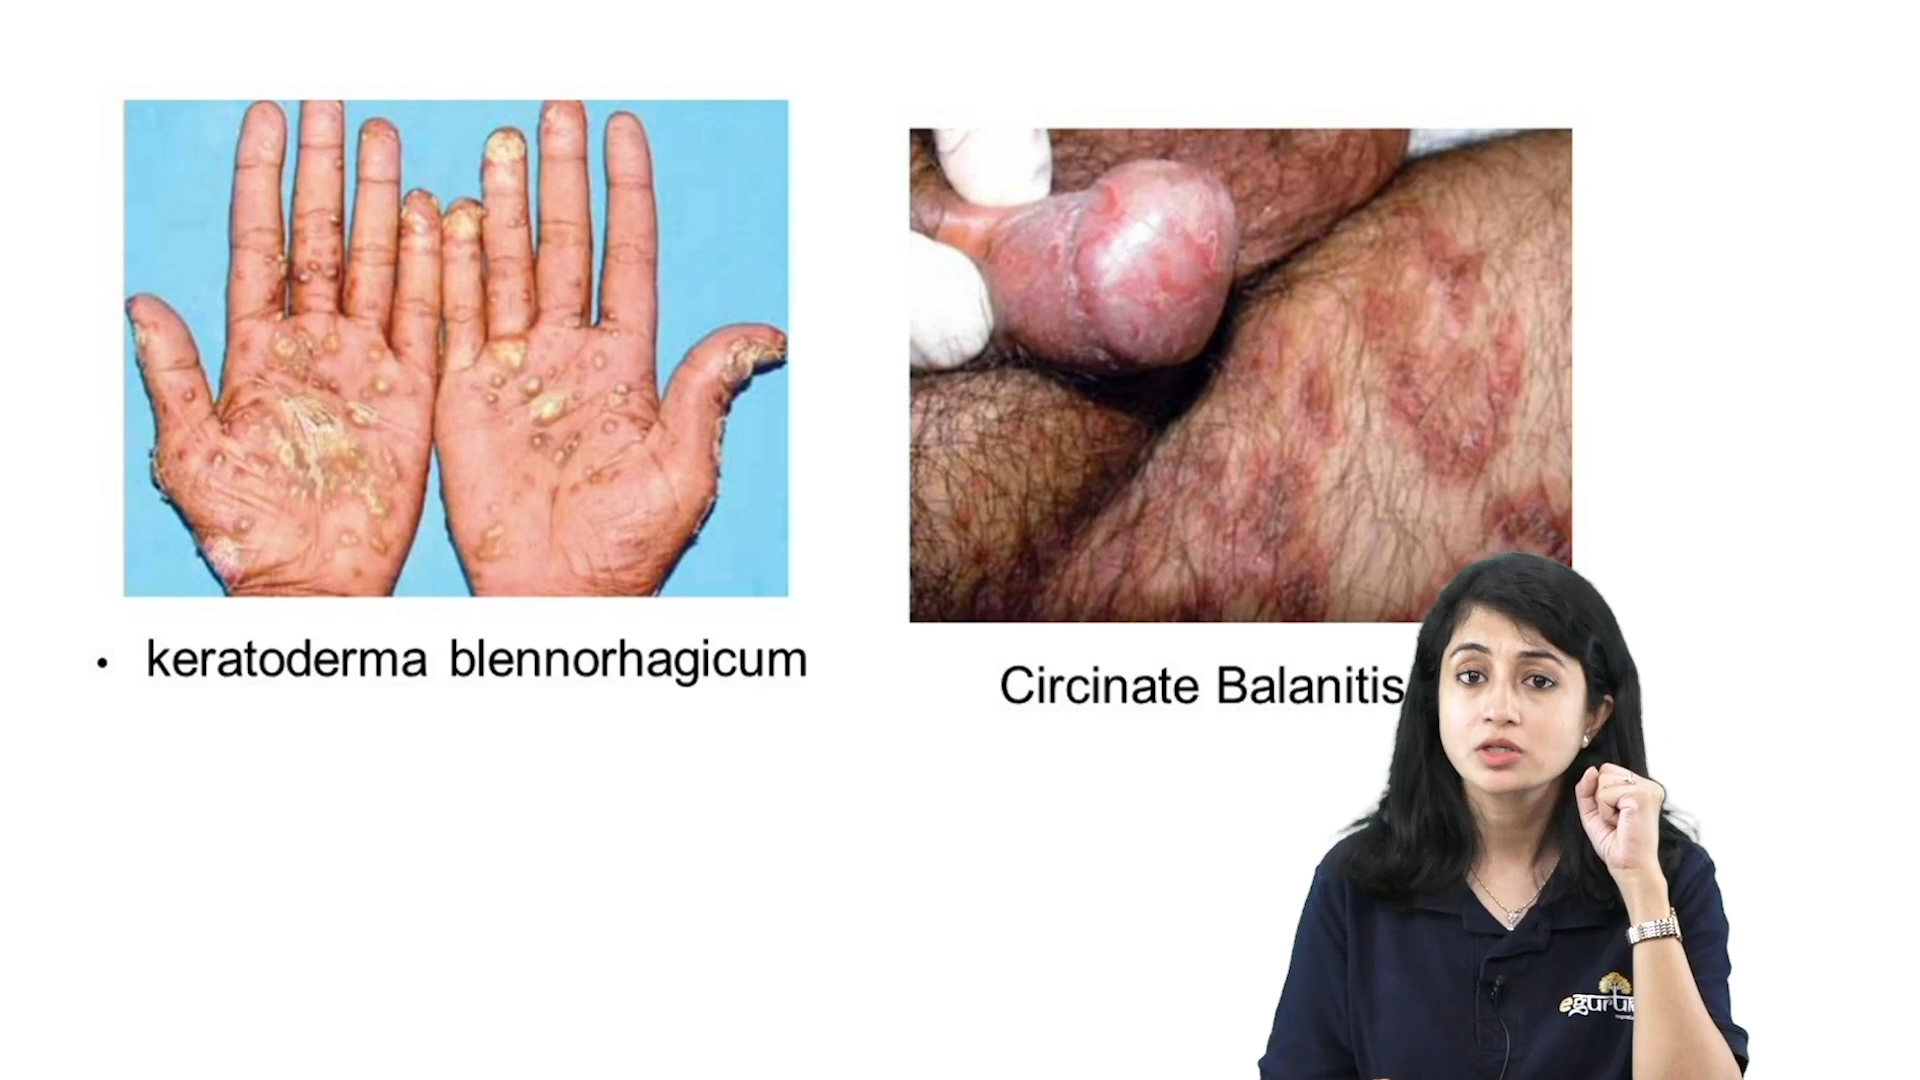 • keratoderma blennorhagicum
Circinate Balanitis